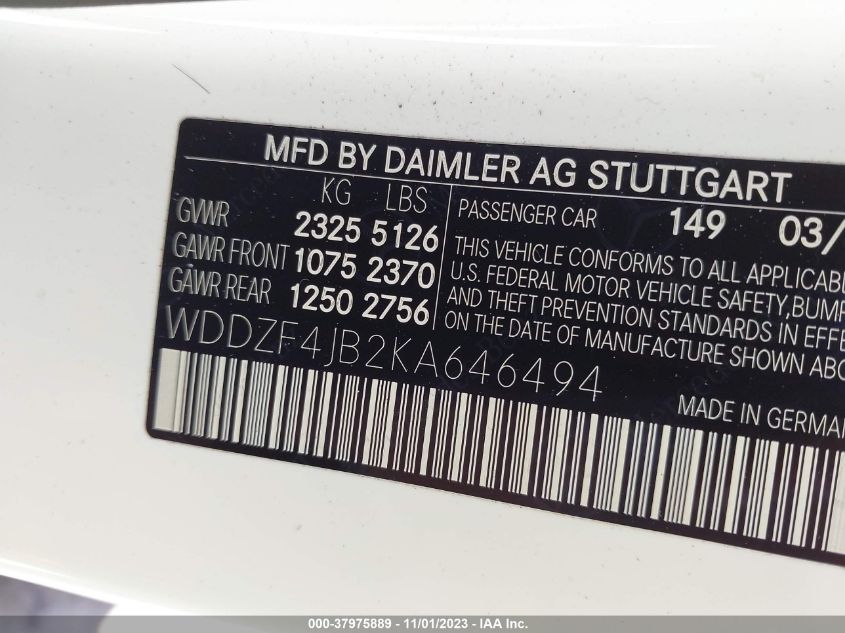 MFD BY DAIMLER AG STUTTGART
KG LBS
GVWR 2325 5126
GAWR FRONT 1075 2370
GAWR REAR 1250 2756
PASSENGER CAR 149 03/
THIS VEHICLE CONFORMS TO ALL APPLICABLE
U.S. FEDERAL MOTOR VEHICLE SAFETY,BUMP
AND THEFT PREVENTION STANDARDS IN EFFE
ON THE DATE OF MANUFACTURE SHOWN ABO
WDDZF4JB2KA646494
MADE IN GERMAN
000-37975889 - 11/01/2023 - IAA Inc.